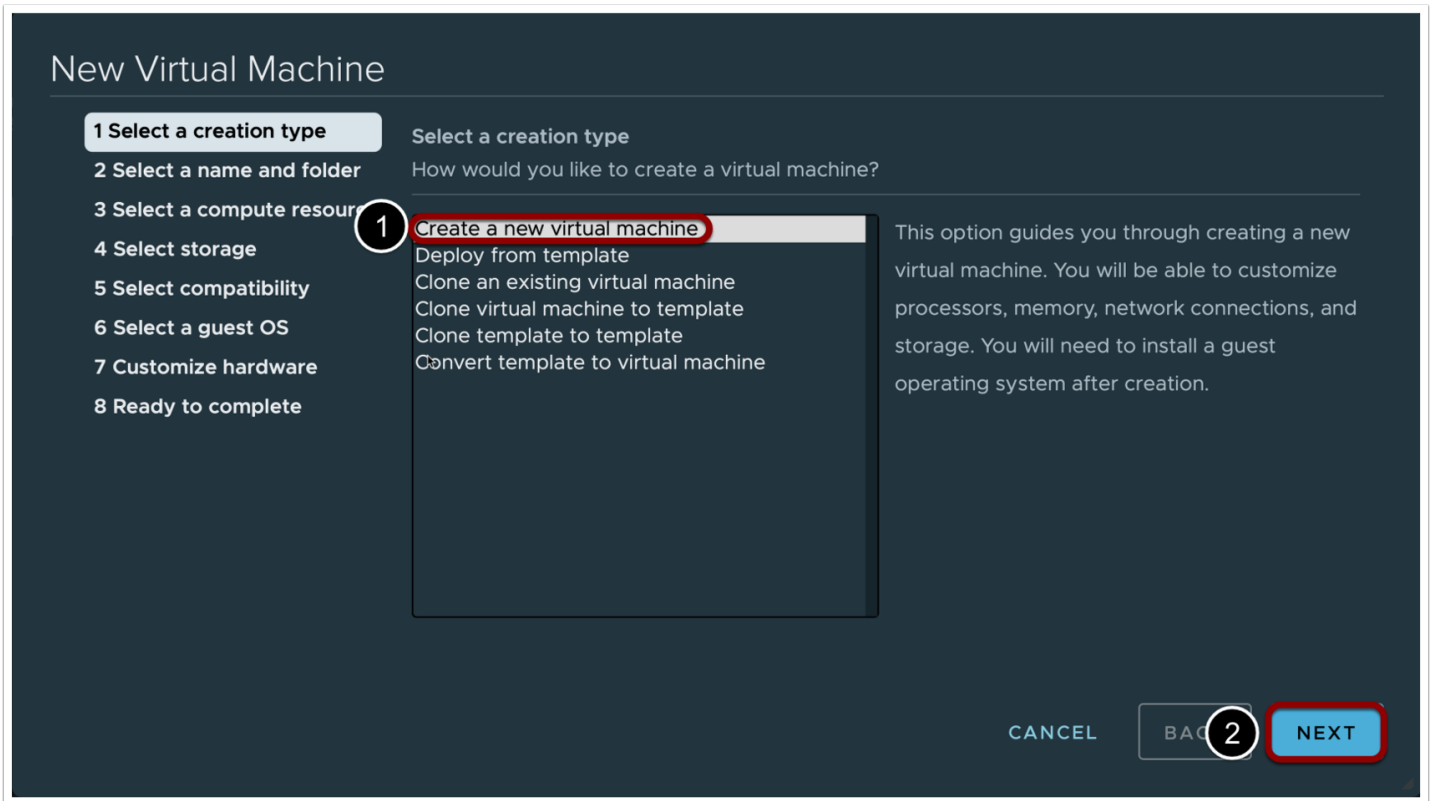 New Virtual Machine
1 Select a creation type
2 Select a name and folder
3 Select a compute
4 Select storage
5 Select compatibility
6 Select a guest OS
7 Customize hardware
8 Ready to complete
Select a creation type
How would you like to create a virtual machine?
1
Create a new virtual machine
Deploy from template
Clone an existing virtual machine
Clone virtual machine to template
Clone template to template
Convert template to virtual machine
This option guides you through creating a new
virtual machine. You will be able to customize
processors, memory, network connections, and
storage. You will need to install a guest
operating system after creation.
CANCEL
2
NEXT